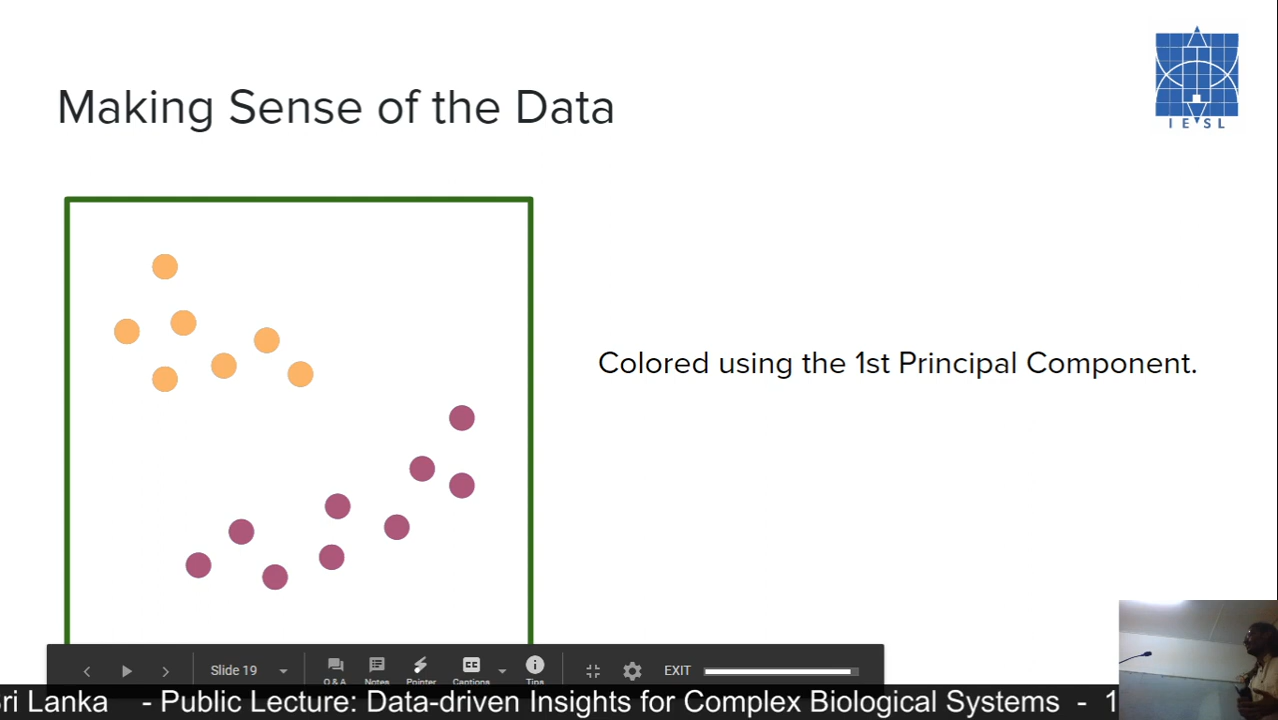 Making Sense of the Data
IESL
Colored using the 1st Principal Component.
Slide 19
Q & A
Notes
Pointer
Captions
Tips
EXIT
ri Lanka - Public Lecture: Data-driven Insights for Complex Biological Systems - 1